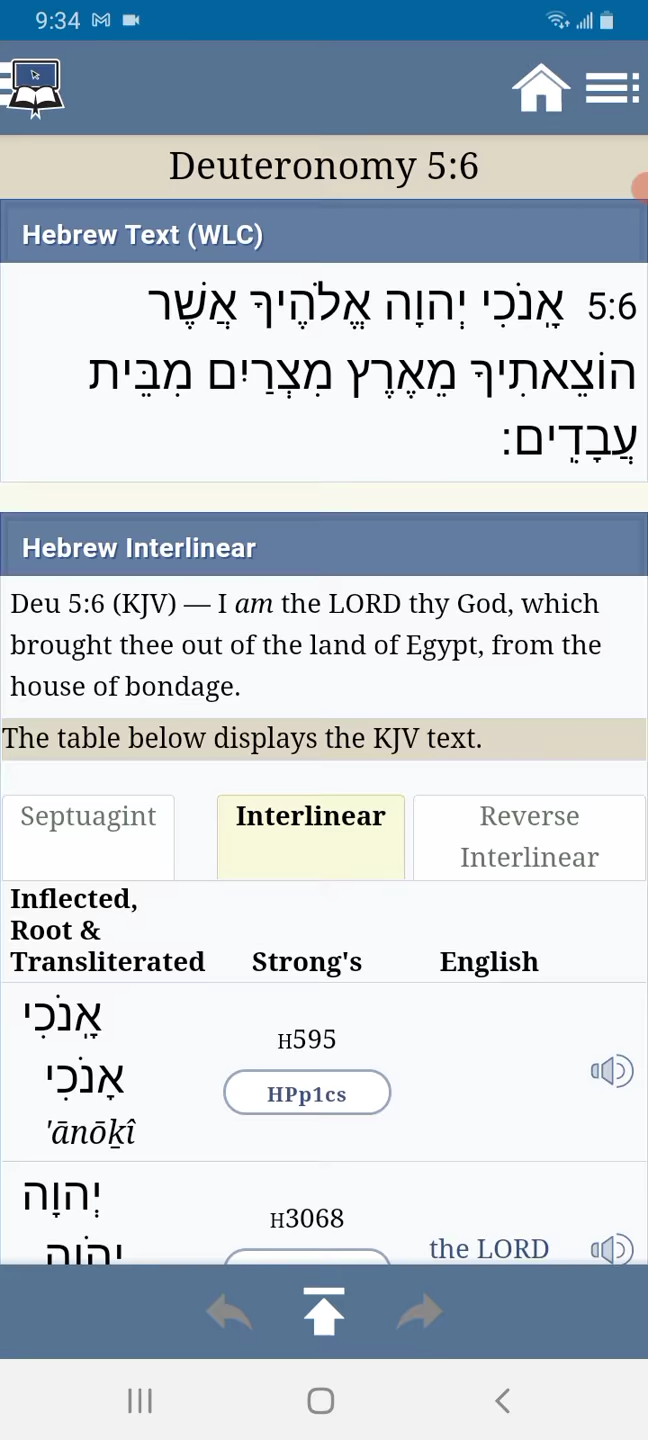 9:34
Deuteronomy 5:6
Hebrew Text (WLC)
5:6 אָֽנֹכִי יְהוָה אֱלֹהֶיךָ אֲשֶׁר
הוֹצֵאתִיךָ מֵאֶרֶץ מִצְרַיִם מִבֵּית
עֲבָדִֽים׃
Hebrew Interlinear
Deu 5:6 (KJV) — I am the LORD thy God, which
brought thee out of the land of Egypt, from the
house of bondage.
The table below displays the KJV text.
Septuagint Interlinear Reverse
Interlinear
Inflected,
Root &
Transliterated Strong's English
אָֽנֹכִי
H595
אָנֹכִי
HPp1cs
'ānōḵî
יְהוָה
H3068
יְהֹוָה the LORD